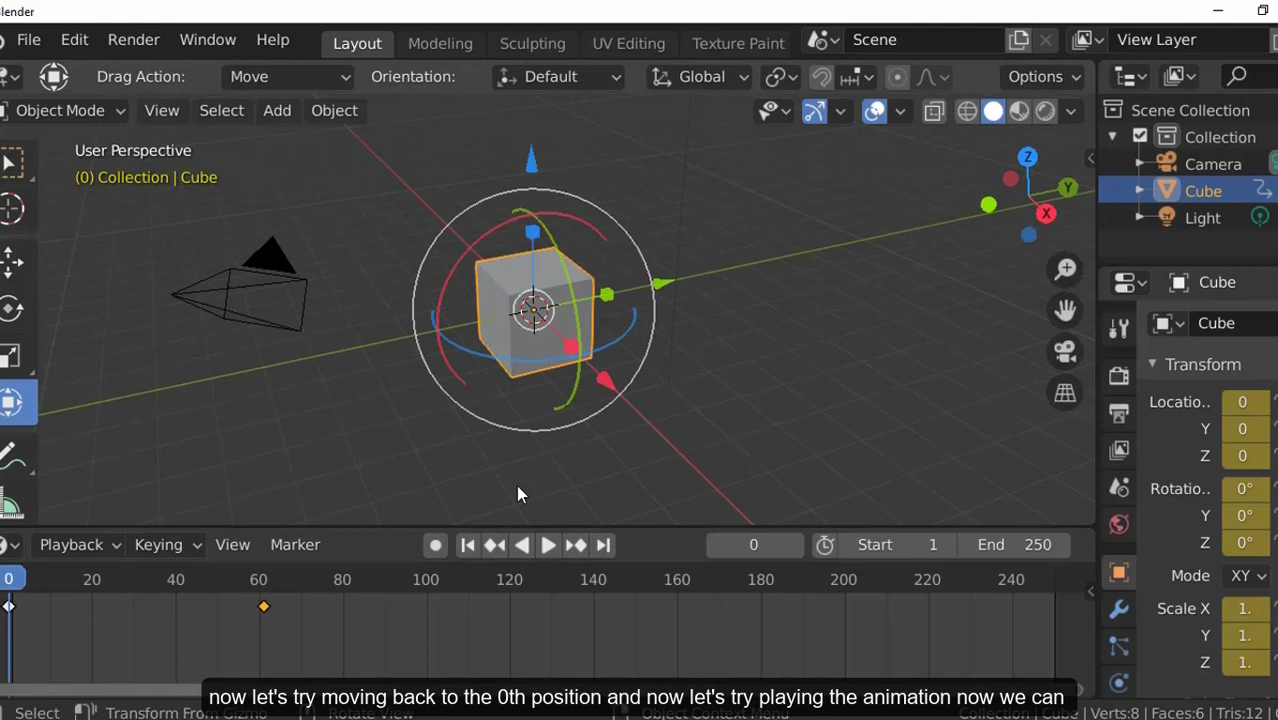 lender
File Edit Render Window Help Layout Modeling Sculpting UV Editing Texture Paint Scene View Layer
Drag Action: Move Orientation: Default Global Options
Object Mode View Select Add Object
Scene Collection
Collection
Camera
Cube
Light
User Perspective
(0) Collection | Cube
Z
Y
X
Cube
Cube
Transform
Locatio.. 0
Y 0
Z 0
Rotatio.. 0°
Y 0°
Z 0°
Mode XY
Scale X 1.
Y 1.
Z 1.
Playback Keying View Marker 0 Start 1 End 250
0 20 40 60 80 100 120 140 160 180 200 220 240
now let's try moving back to the 0th position and now let's try playing the animation now we can
Select Transform From Gizmo Rotate View Object Context Menu Collection | Cube | Verts:8 | Faces:6 | Tris:12 |